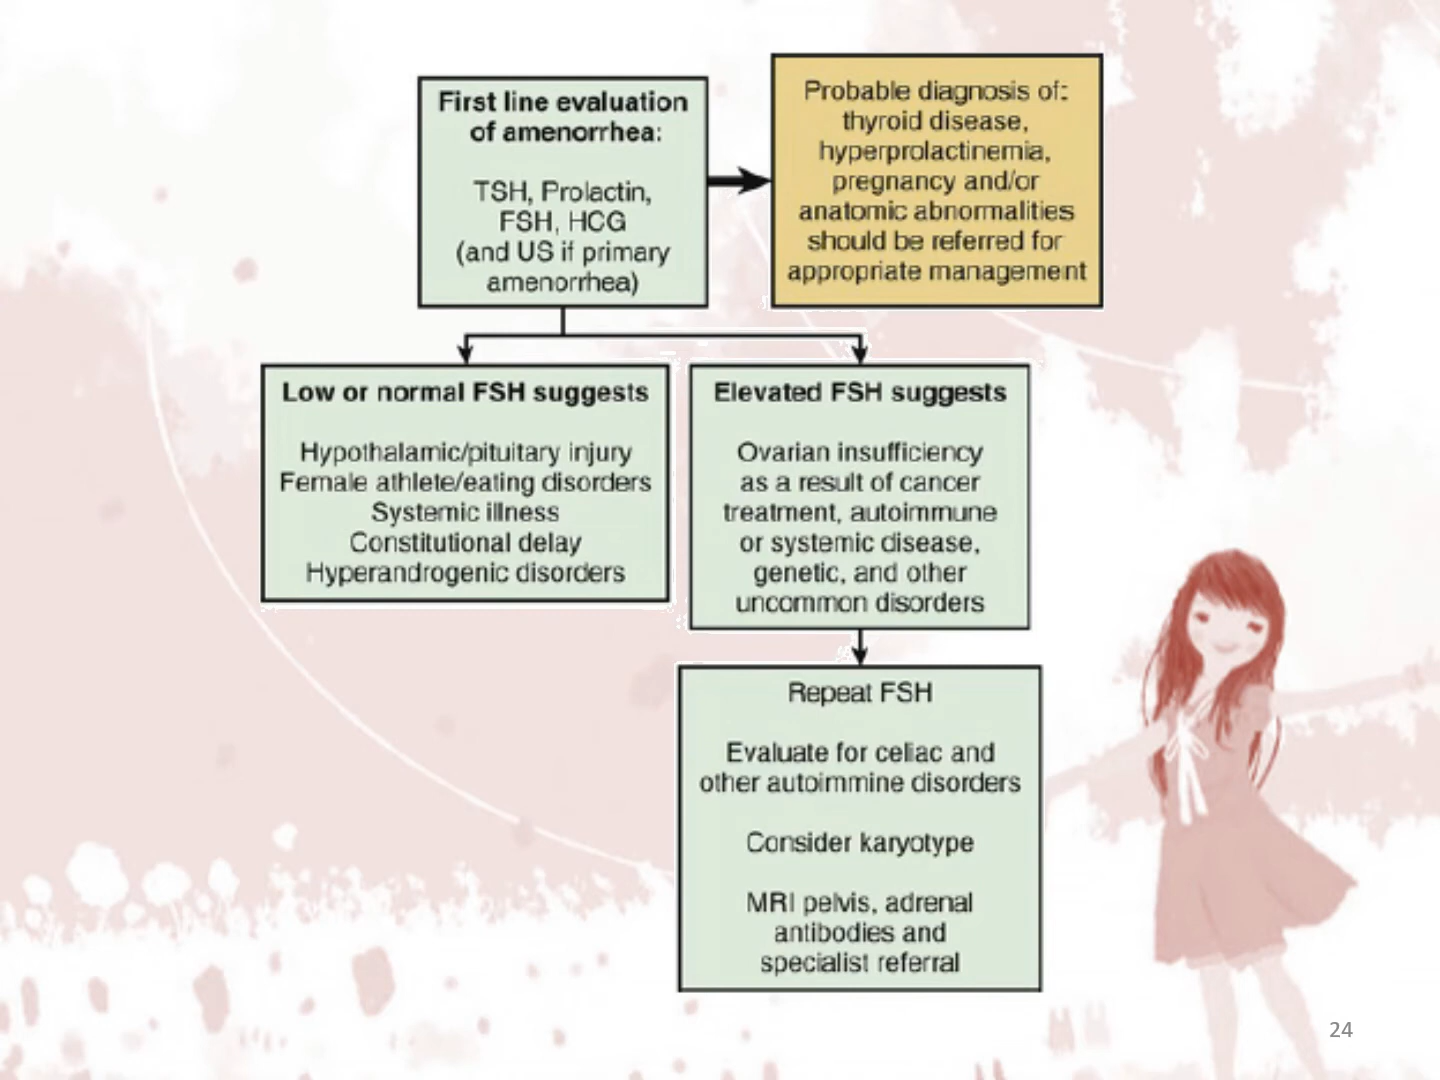 First line evaluation
of amenorrhea:
TSH, Prolactin,
FSH, HCG
(and US if primary
amenorrhea)
Probable diagnosis of:
thyroid disease,
hyperprolactinemia,
pregnancy and/or
anatomic abnormalities
should be referred for
appropriate management
Low or normal FSH suggests
Hypothalamic/pituitary injury
Female athlete/eating disorders
Systemic illness
Constitutional delay
Hyperandrogenic disorders
Elevated FSH suggests
Ovarian insufficiency
as a result of cancer
treatment, autoimmune
or systemic disease,
genetic, and other
uncommon disorders
Repeat FSH
Evaluate for celiac and
other autoimmine disorders
Consider karyotype
MRI pelvis, adrenal
antibodies and
specialist referral
24